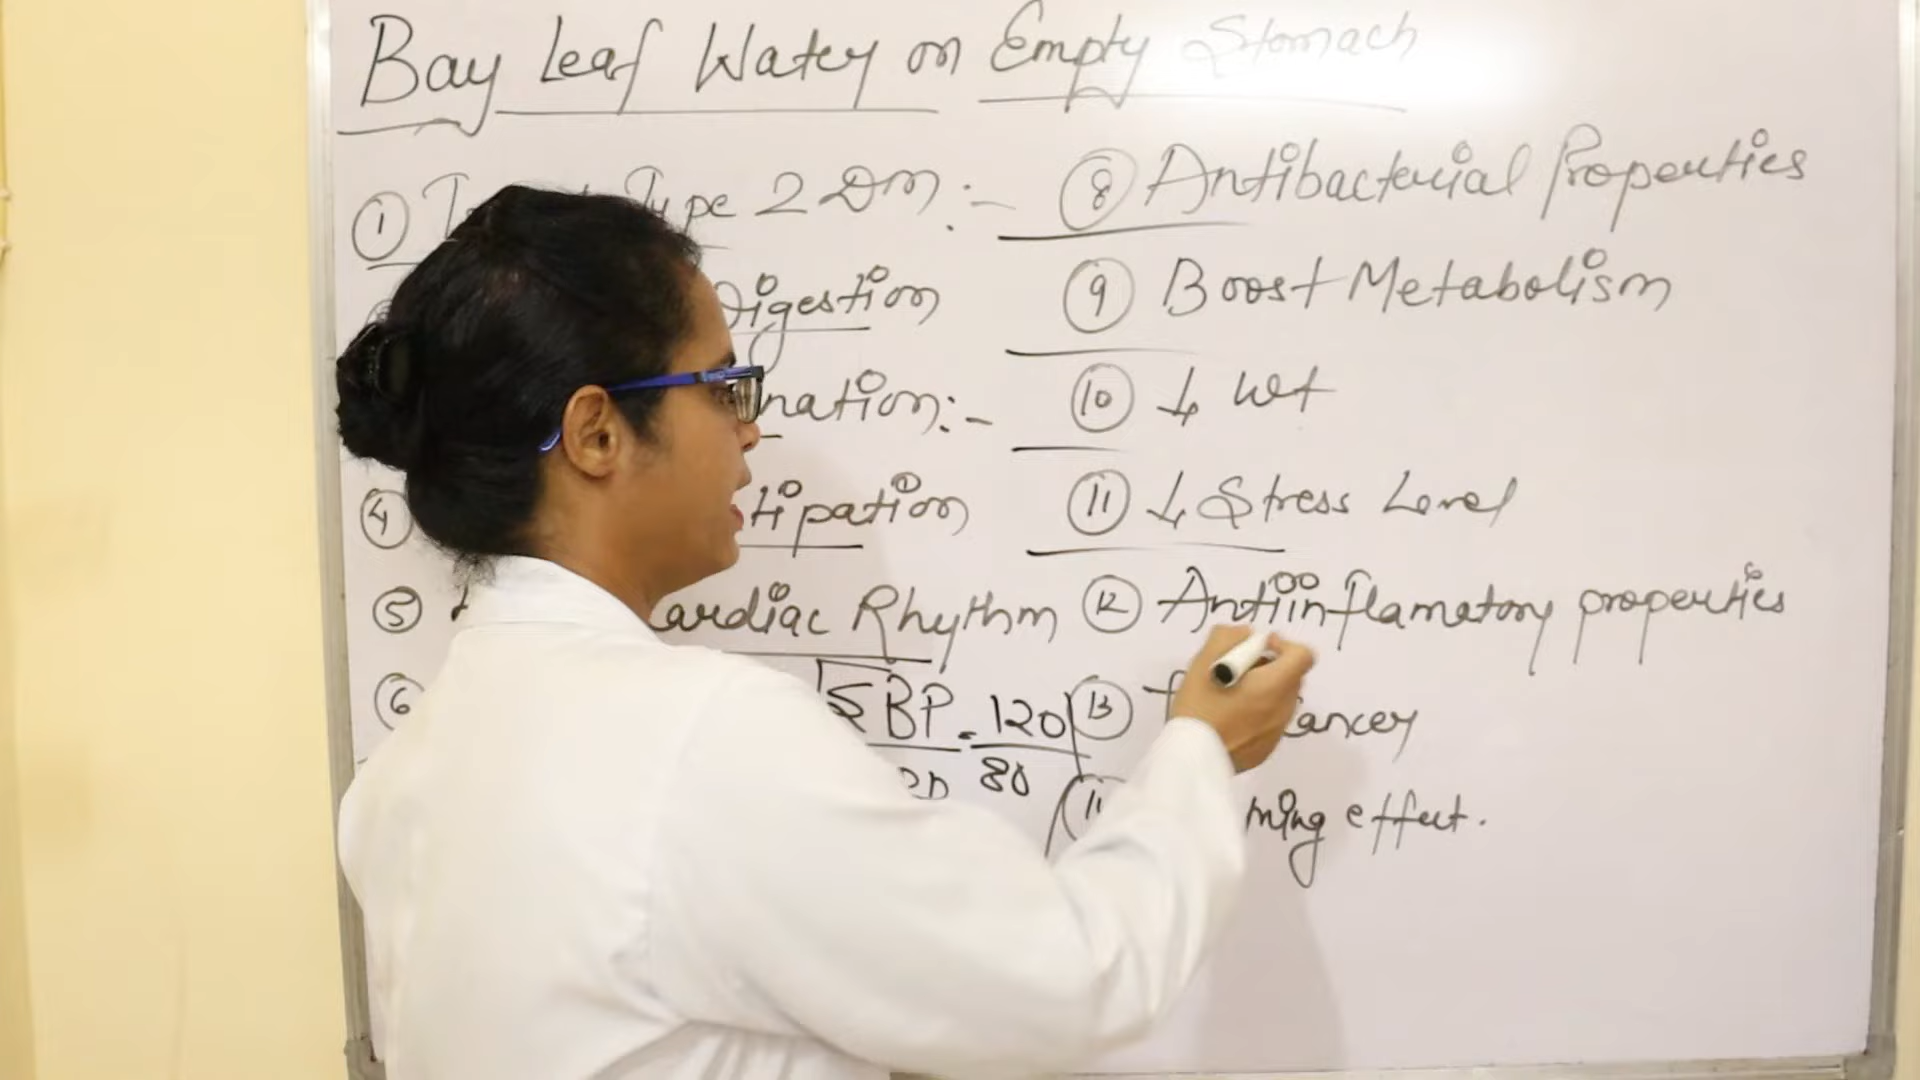 Bay Leaf Water on Empty Stomach
① Type 2 DM :-
Digestion
nation :-
④ tipation
⑤ Cardiac Rhythm
⑥ BP = 120
80
⑧ Antibacterial Properties
⑨ Boost Metabolism
⑩ ↓ Wt
⑪ ↓ Stress Level
⑫ Antiinflamatory properties
⑬ Cancer
ming effect.